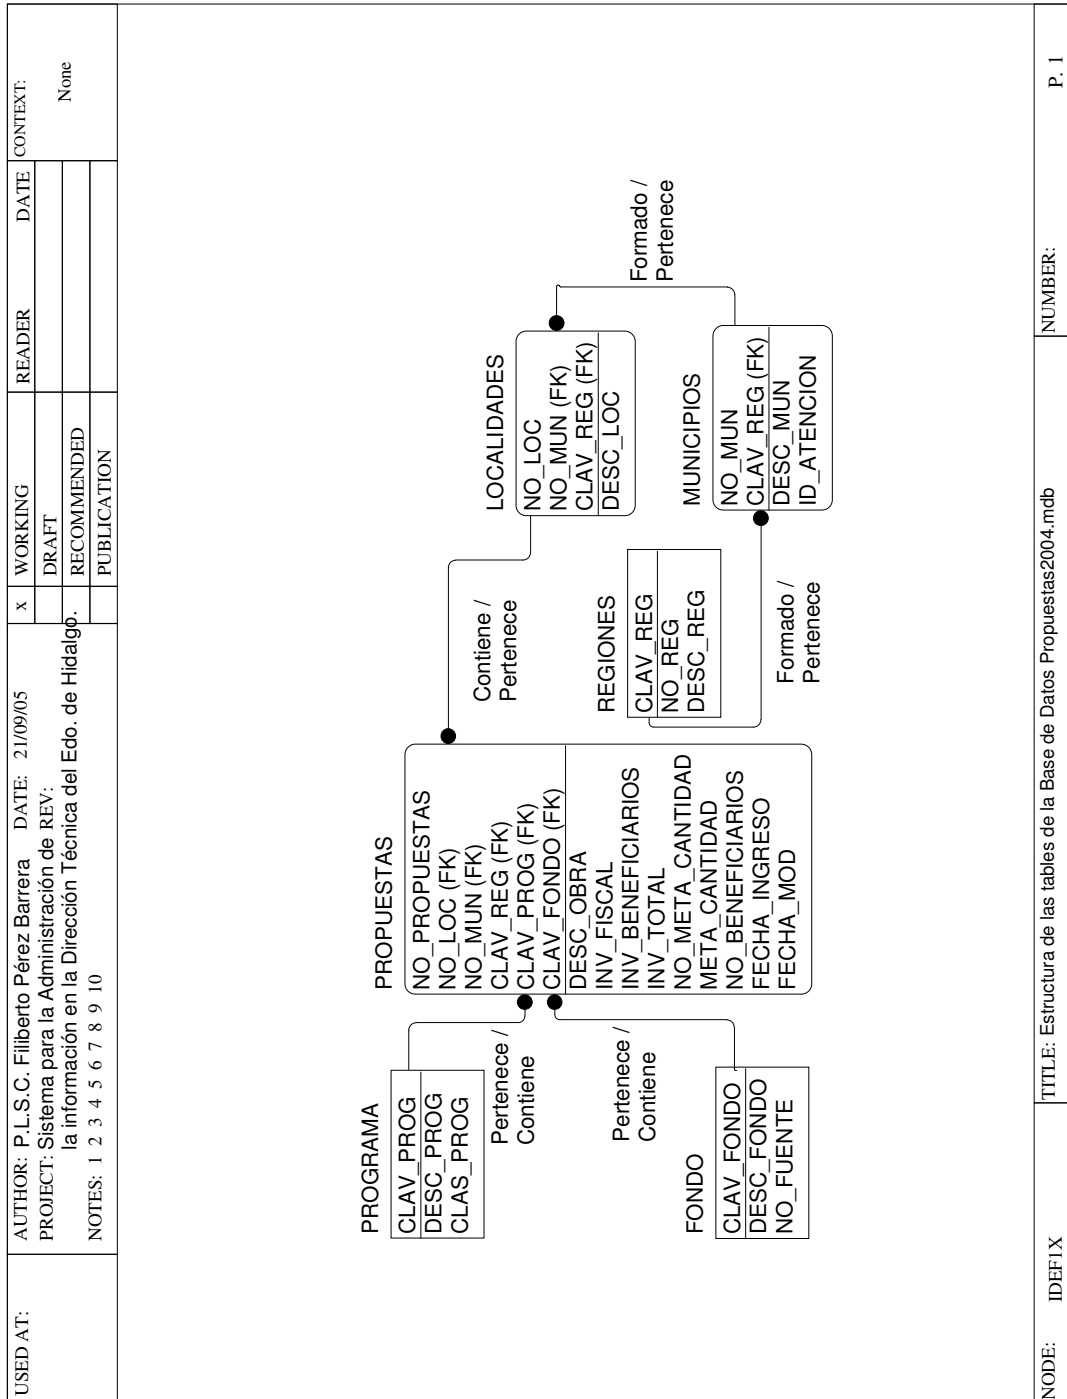 USED AT:
AUTHOR: P.L.S.C. Filiberto Pérez Barrera DATE: 21/09/05
PROJECT: Sistema para la Administración de REV:
la información en la Dirección Técnica del Edo. de Hidalgo.
NOTES: 1 2 3 4 5 6 7 8 9 10
x WORKING
DRAFT
RECOMMENDED
PUBLICATION
READER DATE
CONTEXT:
None
PROGRAMA
CLAV_PROG
DESC_PROG
CLAS_PROG
Pertenece /
Contiene
FONDO
CLAV_FONDO
DESC_FONDO
NO_FUENTE
Pertenece /
Contiene
PROPUESTAS
NO_PROPUESTAS
NO_LOC (FK)
NO_MUN (FK)
CLAV_REG (FK)
CLAV_PROG (FK)
CLAV_FONDO (FK)
DESC_OBRA
INV_FISCAL
INV_BENEFICIARIOS
INV_TOTAL
NO_META_CANTIDAD
META_CANTIDAD
NO_BENEFICIARIOS
FECHA_INGRESO
FECHA_MOD
Contiene /
Pertenece
REGIONES
CLAV_REG
NO_REG
DESC_REG
Formado /
Pertenece
LOCALIDADES
NO_LOC
NO_MUN (FK)
CLAV_REG (FK)
DESC_LOC
MUNICIPIOS
NO_MUN
CLAV_REG (FK)
DESC_MUN
ID_ATENCION
Formado /
Pertenece
NODE: IDEF1X
TITLE: Estructura de las tables de la Base de Datos Propuestas2004.mdb
NUMBER:
P. 1